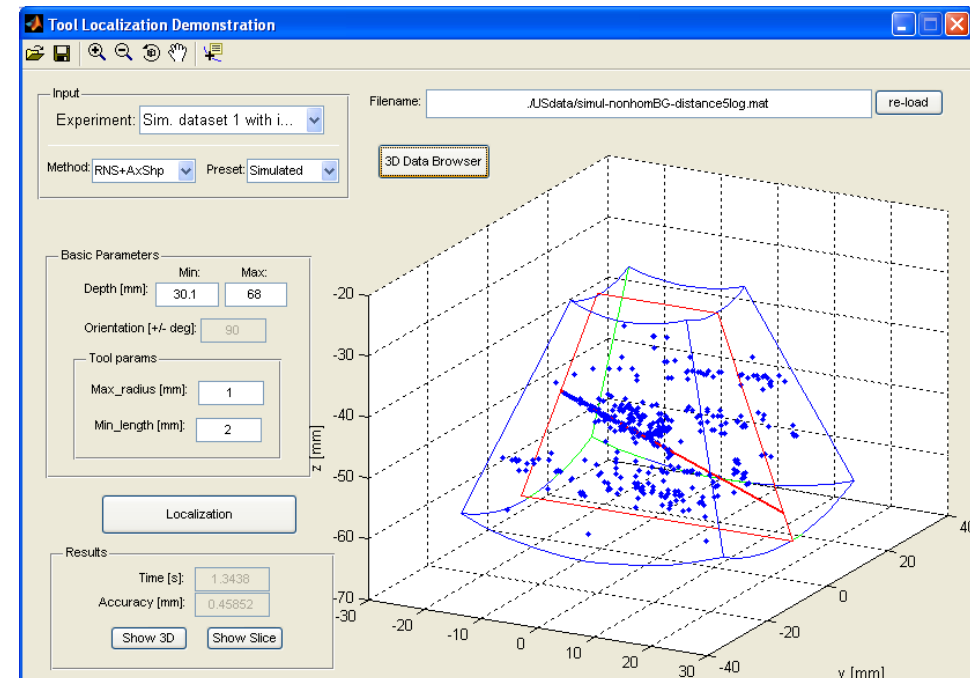 Tool Localization Demonstration
Input
Experiment: Sim. dataset 1 with i...
Method: RNS+AxShp Preset: Simulated
Filename: ./USdata/simul-nonhomBG-distance5log.mat re-load
3D Data Browser
Basic Parameters
Min: Max:
Depth [mm]: 30.1 68
Orientation [+/- deg]: 90
Tool params
Max_radius [mm]: 1
Min_length [mm]: 2
Localization
Results
Time [s]: 1.3438
Accuracy [mm]: 0.45852
Show 3D Show Slice
z [mm]
-20
-30
-40
-50
-60
-70
-30
-20
-10
0
10
20
30
-40
-20
0
20
40
y [mm]